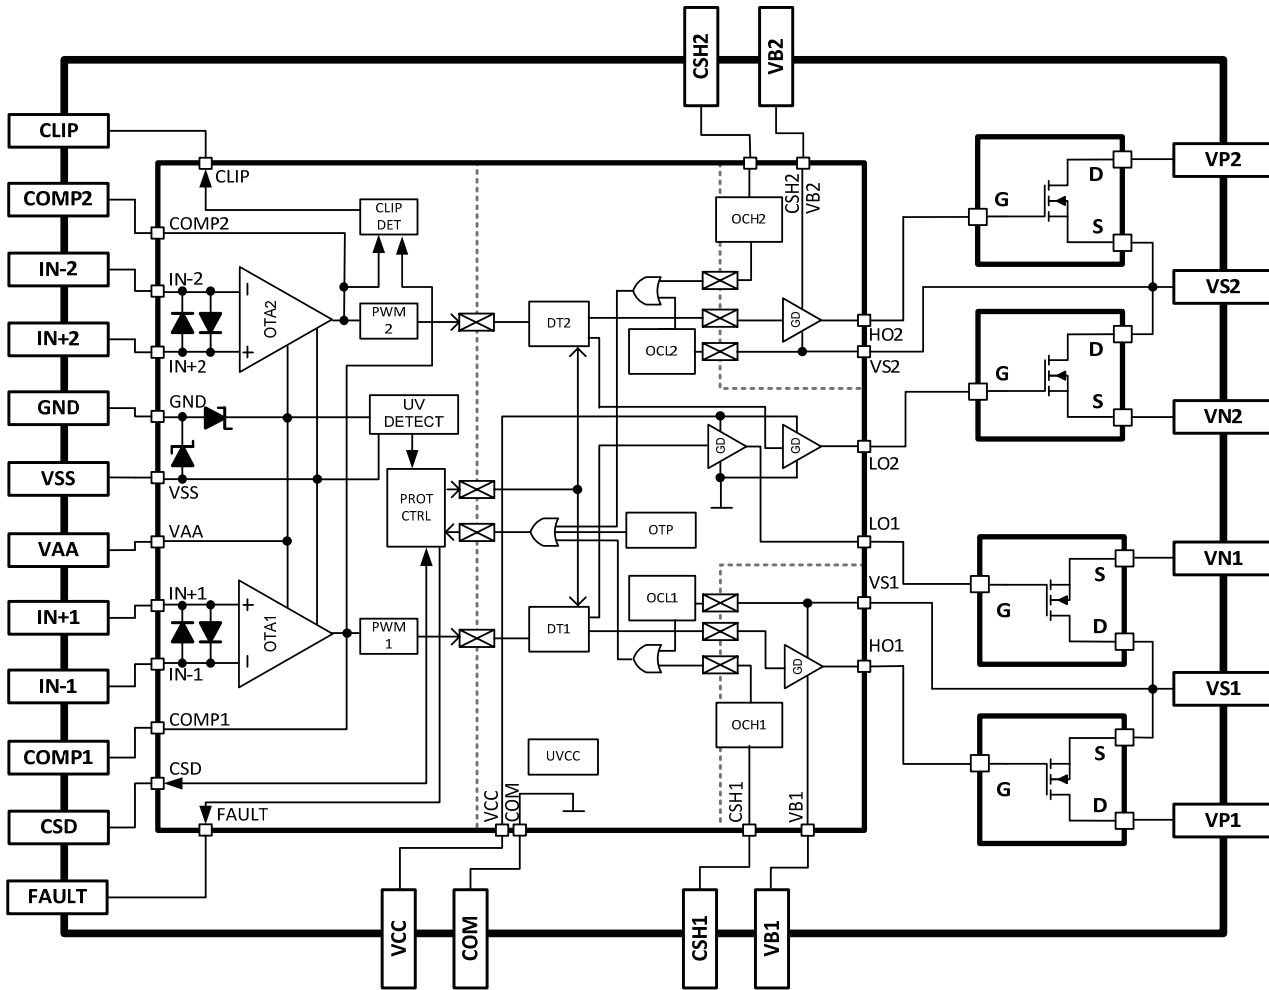 CSH2
VB2
CLIP
COMP2
IN-2
IN+2
GND
VSS
VAA
IN+1
IN-1
COMP1
CSD
FAULT
CLIP
COMP2
IN-2
IN+2
GND
VSS
VAA
IN+1
IN-1
COMP1
CSD
FAULT
CLIP
DET
OTA2
PWM
2
UV
DETECT
PROT
CTRL
OTA1
PWM
1
DT2
DT1
UVCC
OCH2
OCL2
OTP
OCL1
OCH1
GD
GD
GD
GD
CSH2
VB2
VCC
COM
CSH1
VB1
HO2
VS2
LO2
LO1
VS1
HO1
G
D
S
G
D
S
G
S
D
G
S
D
VP2
VS2
VN2
VN1
VS1
VP1
VCC
COM
CSH1
VB1